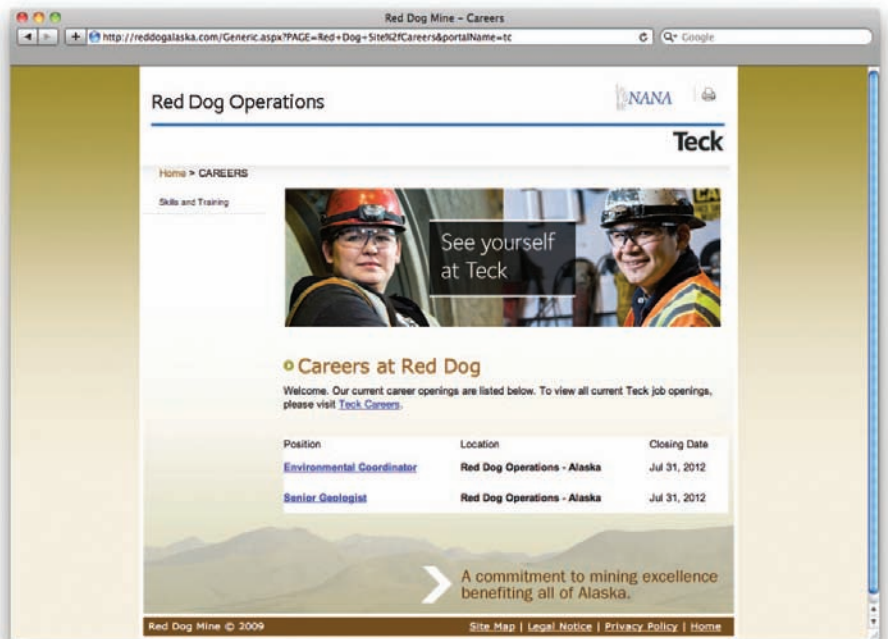 Red Dog Mine – Careers
http://reddogalaska.com/Generic.aspx?PAGE=Red+Dog+Site%2fCareers&portalName=tc
Google
Red Dog Operations
NANA
Teck
Home > CAREERS
Skills and Training
See yourself
at Teck
Careers at Red Dog
Welcome. Our current career openings are listed below. To view all current Teck job openings,
please visit Teck Careers.
Position Location Closing Date
Environmental Coordinator Red Dog Operations - Alaska Jul 31, 2012
Senior Geologist Red Dog Operations - Alaska Jul 31, 2012
A commitment to mining excellence
benefiting all of Alaska.
Red Dog Mine © 2009 Site Map | Legal Notice | Privacy Policy | Home